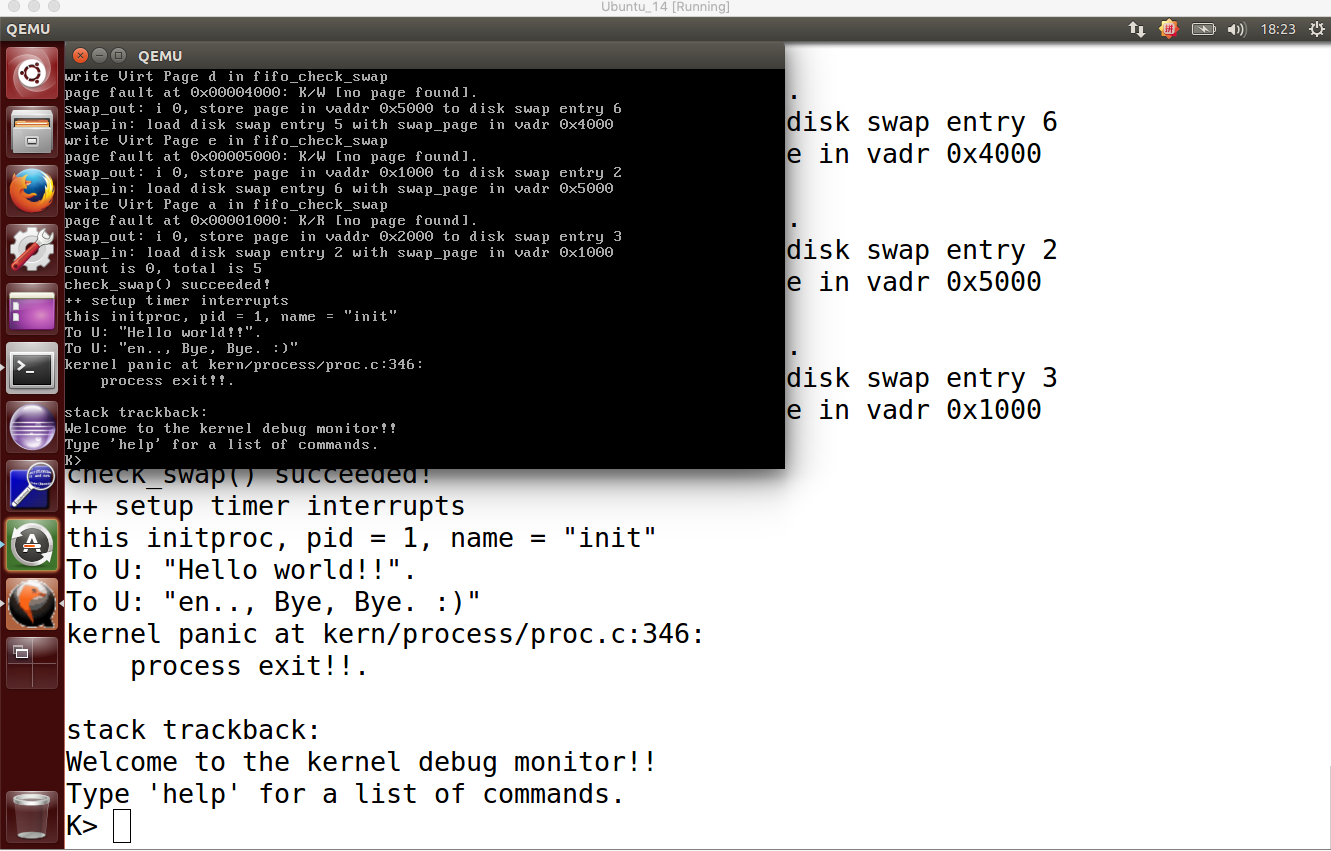 Ubuntu_14 [Running]
QEMU
18:23
QEMU
write Virt Page d in fifo_check_swap
page fault at 0x00004000: K/W [no page found].
swap_out: i 0, store page in vaddr 0x5000 to disk swap entry 6
swap_in: load disk swap entry 5 with swap_page in vadr 0x4000
write Virt Page e in fifo_check_swap
page fault at 0x00005000: K/W [no page found].
swap_out: i 0, store page in vaddr 0x1000 to disk swap entry 2
swap_in: load disk swap entry 6 with swap_page in vadr 0x5000
write Virt Page a in fifo_check_swap
page fault at 0x00001000: K/R [no page found].
swap_out: i 0, store page in vaddr 0x2000 to disk swap entry 3
swap_in: load disk swap entry 2 with swap_page in vadr 0x1000
count is 0, total is 5
check_swap() succeeded!
++ setup timer interrupts
this initproc, pid = 1, name = "init"
To U: "Hello world!!".
To U: "en.., Bye, Bye. :)"
kernel panic at kern/process/proc.c:346:
    process exit!!.
stack trackback:
Welcome to the kernel debug monitor!!
Type 'help' for a list of commands.
K>
.
disk swap entry 6
e in vadr 0x4000
.
disk swap entry 2
e in vadr 0x5000
.
disk swap entry 3
e in vadr 0x1000
check_swap() succeeded!
++ setup timer interrupts
this initproc, pid = 1, name = "init"
To U: "Hello world!!".
To U: "en.., Bye, Bye. :)"
kernel panic at kern/process/proc.c:346:
    process exit!!.
stack trackback:
Welcome to the kernel debug monitor!!
Type 'help' for a list of commands.
K>